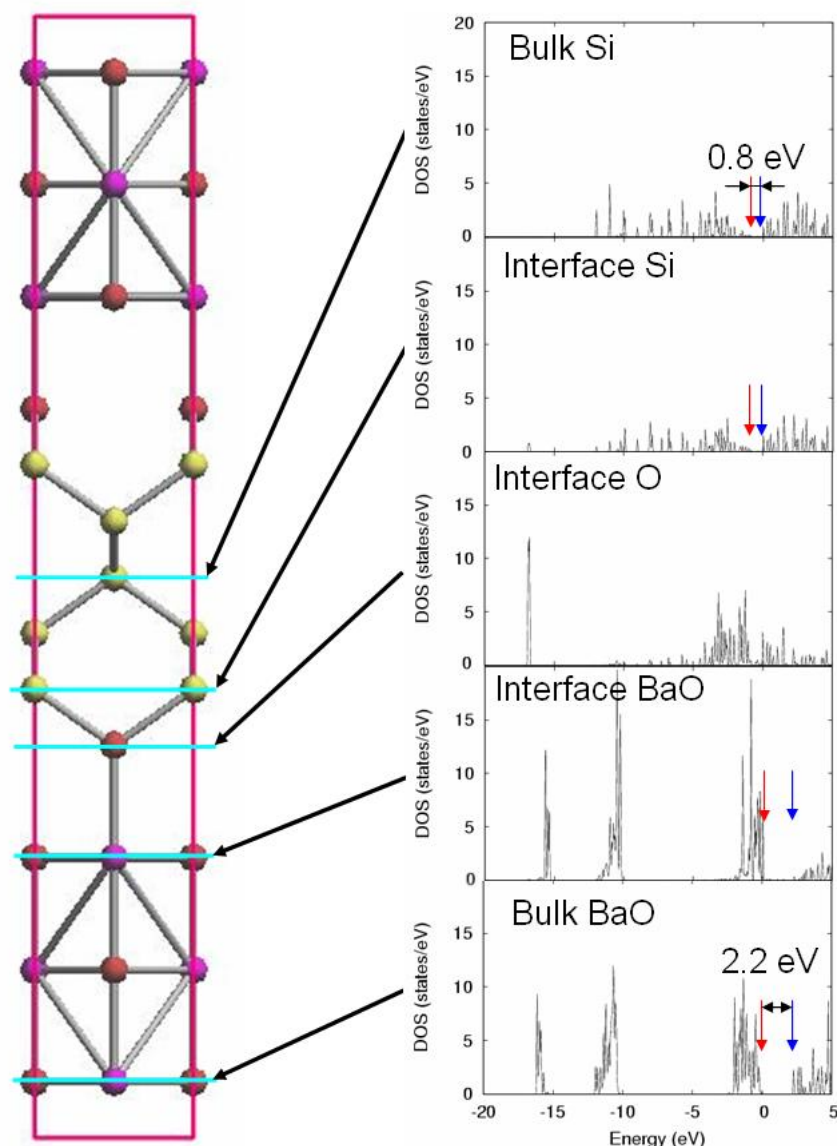 20
Bulk Si
15
DOS (states/eV)
10
0.8 eV
5
0
Interface Si
15
DOS (states/eV)
10
5
0
Interface O
15
DOS (states/eV)
10
5
0
Interface BaO
15
DOS (states/eV)
10
5
0
Bulk BaO
15
DOS (states/eV)
2.2 eV
10
5
0
-20 -15 -10 -5 0 5
Energy (eV)